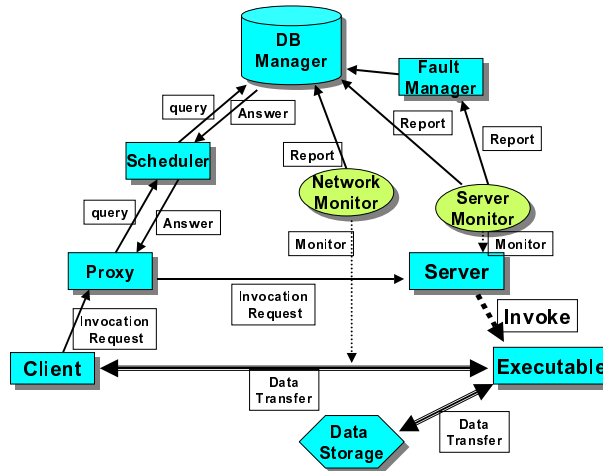 DB
Manager
Fault
Manager
query
Answer
Report
Report
Report
Scheduler
Network
Monitor
Server
Monitor
query
Answer
Monitor
Monitor
Proxy
Server
Invocation
Request
Invocation
Request
Invoke
Client
Executable
Data
Transfer
Data
Storage
Data
Transfer